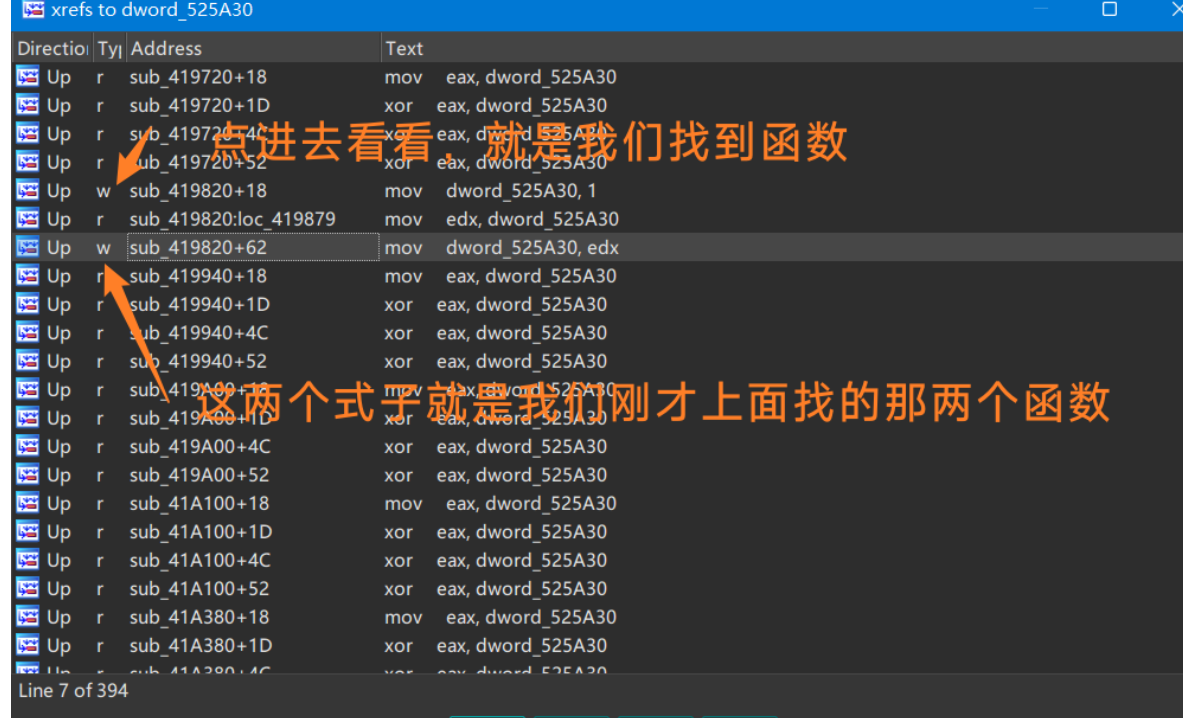 xrefs to dword_525A30
Directio Typ Address Text
Up r sub_419720+18 mov eax, dword_525A30
Up r sub_419720+1D xor eax, dword_525A30
Up r sub_419720+4C xor eax, dword_525A30
点进去看看，就是我们找到函数
Up r sub_419720+52 xor eax, dword_525A30
Up w sub_419820+18 mov dword_525A30, 1
Up r sub_419820:loc_419879 mov edx, dword_525A30
Up w sub_419820+62 mov dword_525A30, edx
Up r sub_419940+18 mov eax, dword_525A30
Up r sub_419940+1D xor eax, dword_525A30
Up r sub_419940+4C xor eax, dword_525A30
Up r sub_419940+52 xor eax, dword_525A30
Up r sub_419A00+18 mov eax, dword_525A30
这两个式子就是我们刚才上面找的那两个函数
Up r sub_419A00+1D xor eax, dword_525A30
Up r sub_419A00+4C xor eax, dword_525A30
Up r sub_419A00+52 xor eax, dword_525A30
Up r sub_41A100+18 mov eax, dword_525A30
Up r sub_41A100+1D xor eax, dword_525A30
Up r sub_41A100+4C xor eax, dword_525A30
Up r sub_41A100+52 xor eax, dword_525A30
Up r sub_41A380+18 mov eax, dword_525A30
Up r sub_41A380+1D xor eax, dword_525A30
Up r sub_41A380+4C xor eax, dword_525A30
Line 7 of 394